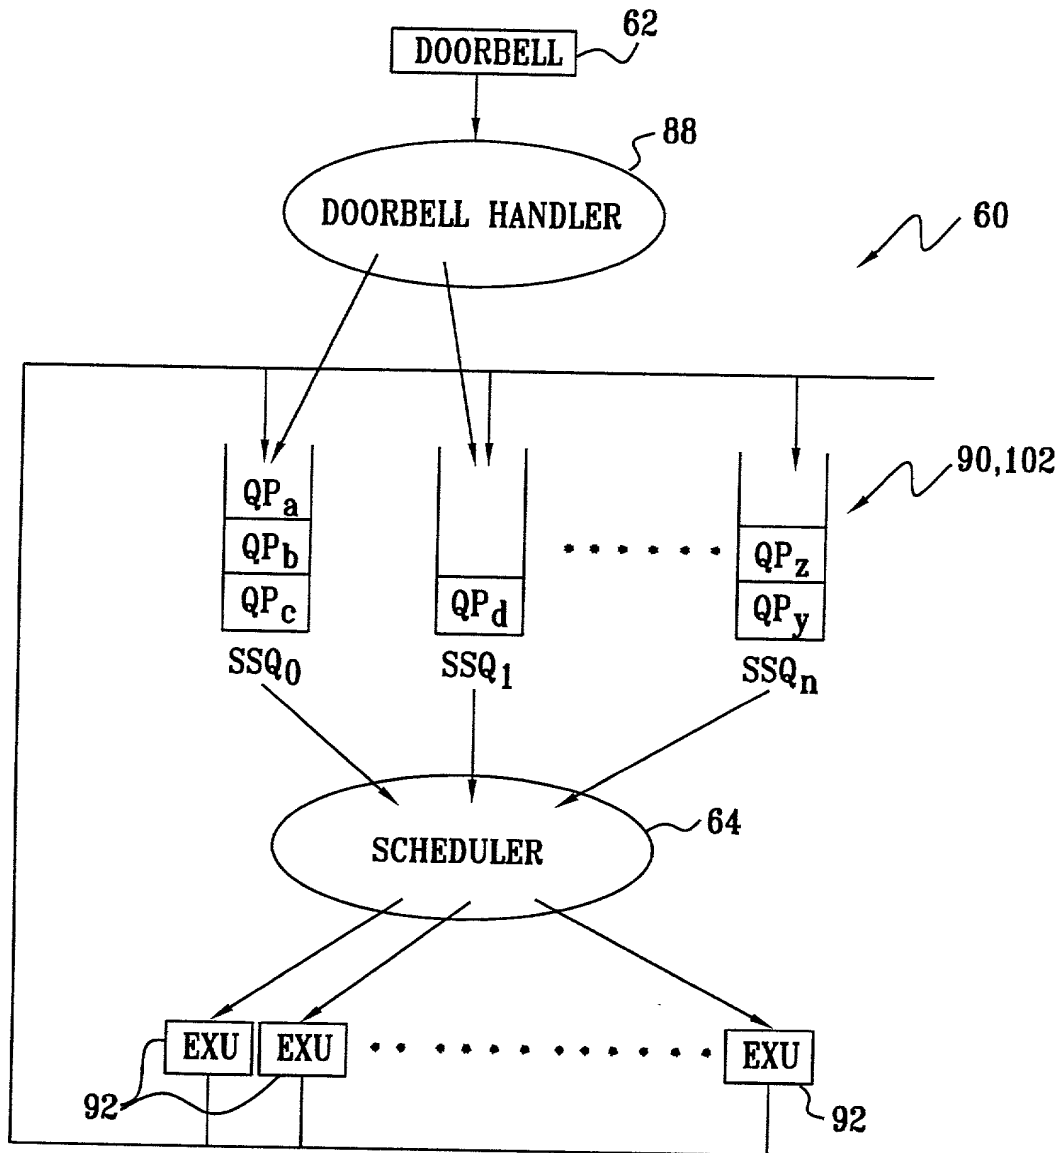 62
DOORBELL
88
DOORBELL HANDLER
60
90,102
QPa
QPb
QPz
QPc
QPd
QPy
SSQ0
SSQ1
SSQn
64
SCHEDULER
EXU EXU EXU
92 92